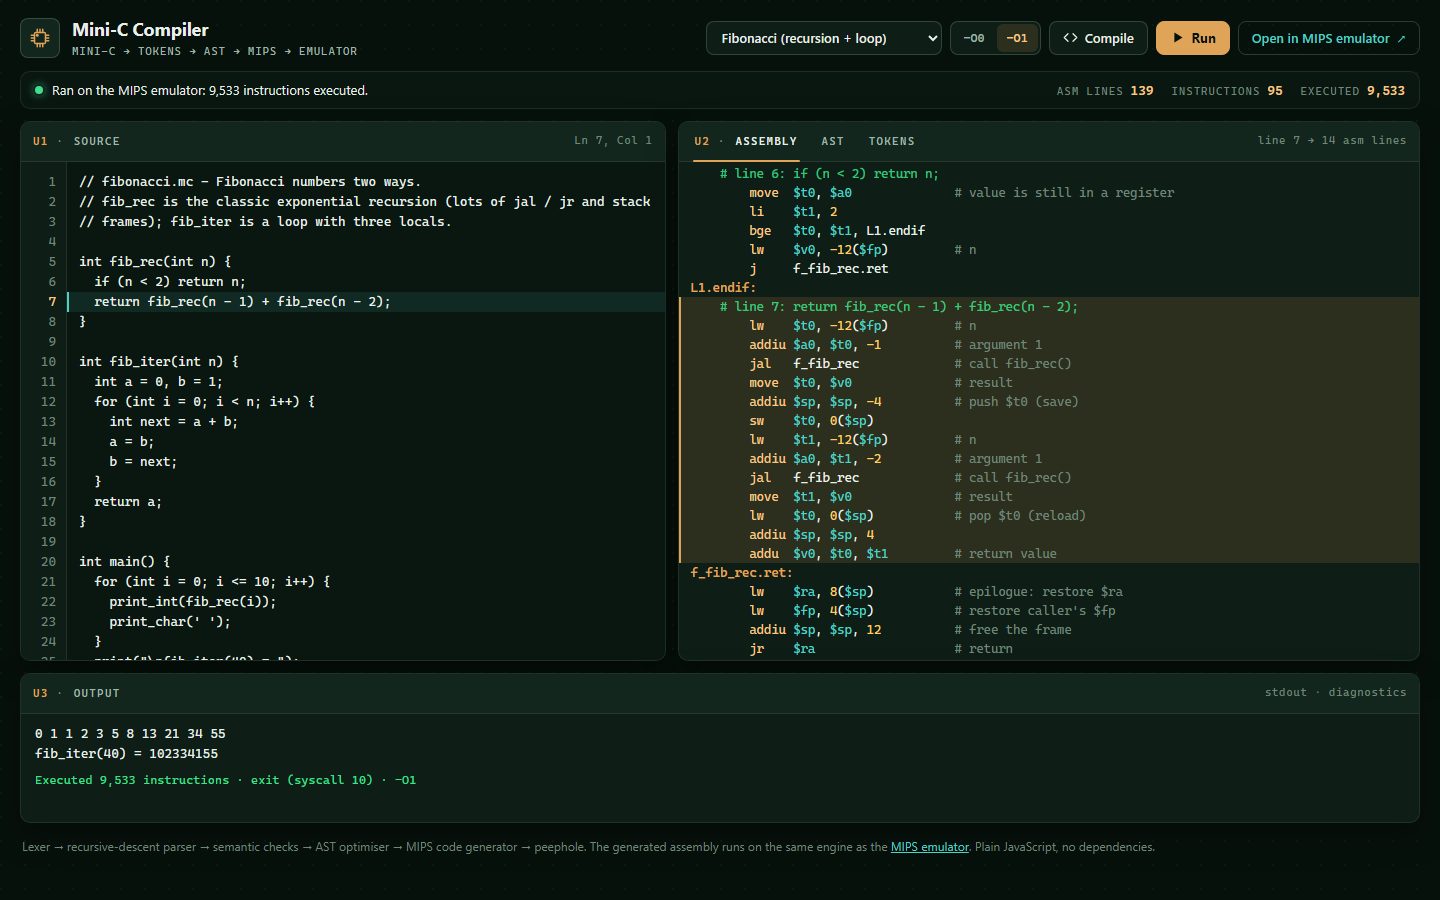 Mini-C Compiler
MINI-C → TOKENS → AST → MIPS → EMULATOR
Fibonacci (recursion + loop)
-O0
-O1
<> Compile
Run
Open in MIPS emulator ↗
Ran on the MIPS emulator: 9,533 instructions executed.
ASM LINES 139
INSTRUCTIONS 95
EXECUTED 9,533
U1 · SOURCE
Ln 7, Col 1
1 // fibonacci.mc – Fibonacci numbers two ways.
2 // fib_rec is the classic exponential recursion (lots of jal / jr and stack
3 // frames); fib_iter is a loop with three locals.
4
5 int fib_rec(int n) {
6 if (n < 2) return n;
7 return fib_rec(n - 1) + fib_rec(n - 2);
8 }
9
10 int fib_iter(int n) {
11 int a = 0, b = 1;
12 for (int i = 0; i < n; i++) {
13 int next = a + b;
14 a = b;
15 b = next;
16 }
17 return a;
18 }
19
20 int main() {
21 for (int i = 0; i <= 10; i++) {
22 print_int(fib_rec(i));
23 print_char(' ');
24 }
25 print("\nfib_iter(40) = ");
U2 · ASSEMBLY
AST
TOKENS
line 7 → 14 asm lines
# line 6: if (n < 2) return n;
move $t0, $a0 # value is still in a register
li $t1, 2
bge $t0, $t1, L1.endif
lw $v0, -12($fp) # n
j f_fib_rec.ret
L1.endif:
# line 7: return fib_rec(n - 1) + fib_rec(n - 2);
lw $t0, -12($fp) # n
addiu $a0, $t0, -1 # argument 1
jal f_fib_rec # call fib_rec()
move $t0, $v0 # result
addiu $sp, $sp, -4 # push $t0 (save)
sw $t0, 0($sp)
lw $t1, -12($fp) # n
addiu $a0, $t1, -2 # argument 1
jal f_fib_rec # call fib_rec()
move $t1, $v0 # result
lw $t0, 0($sp) # pop $t0 (reload)
addiu $sp, $sp, 4
addu $v0, $t0, $t1 # return value
f_fib_rec.ret:
lw $ra, 8($sp) # epilogue: restore $ra
lw $fp, 4($sp) # restore caller's $fp
addiu $sp, $sp, 12 # free the frame
jr $ra # return
U3 · OUTPUT
stdout · diagnostics
0 1 1 2 3 5 8 13 21 34 55
fib_iter(40) = 102334155
Executed 9,533 instructions · exit (syscall 10) · -O1
Lexer → recursive-descent parser → semantic checks → AST optimiser → MIPS code generator → peephole. The generated assembly runs on the same engine as the MIPS emulator. Plain JavaScript, no dependencies.